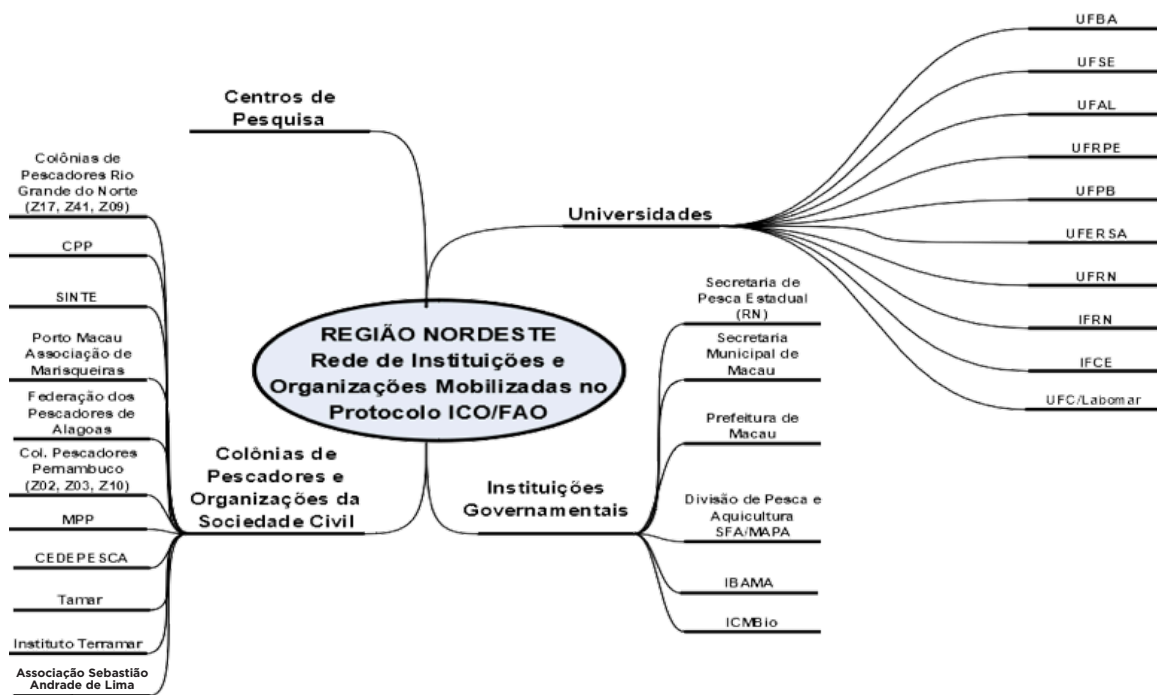 REGIÃO NORDESTE
Rede de Instituições e
Organizações Mobilizadas no
Protocolo ICO/FAO
Centros de
Pesquisa
Universidades
UFBA
UFSE
UFAL
UFRPE
UFPB
UFERSA
UFRN
IFRN
IFCE
UFC/Labomar
Instituições
Governamentais
Secretaria de
Pesca Estadual
(RN)
Secretaria
Municipal de
Macau
Prefeitura de
Macau
Divisão de Pesca e
Aquicultura
SFA/MAPA
IBAMA
ICMBio
Colônias de
Pescadores e
Organizações da
Sociedade Civil
Colônias de
Pescadores Rio
Grande do Norte
(Z17, Z41, Z09)
CPP
SINTE
Porto Macau
Associação de
Marisqueiras
Federação dos
Pescadores de
Alagoas
Col. Pescadores
Pernambuco
(Z02, Z03, Z10)
MPP
CEDEPESCA
Tamar
Instituto Terramar
Associação Sebastião
Andrade de Lima